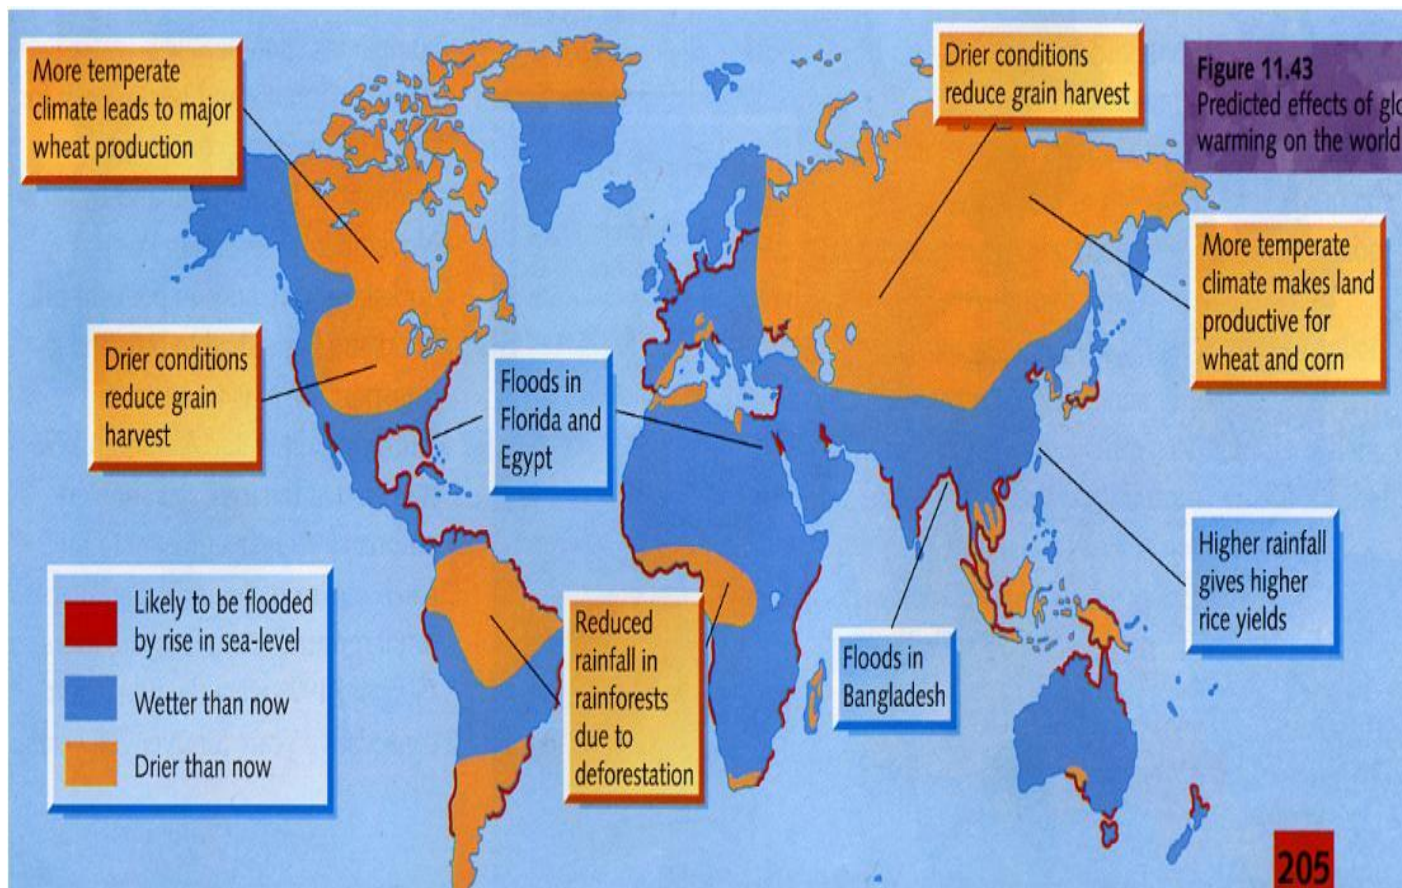 More temperate
climate leads to major
wheat production
Drier conditions
reduce grain harvest
Figure 11.43
Predicted effects of glo
warming on the world
More temperate
climate makes land
productive for
wheat and corn
Drier conditions
reduce grain
harvest
Floods in
Florida and
Egypt
Higher rainfall
gives higher
rice yields
Likely to be flooded
by rise in sea-level
Wetter than now
Drier than now
Reduced
rainfall in
rainforests
due to
deforestation
Floods in
Bangladesh
205